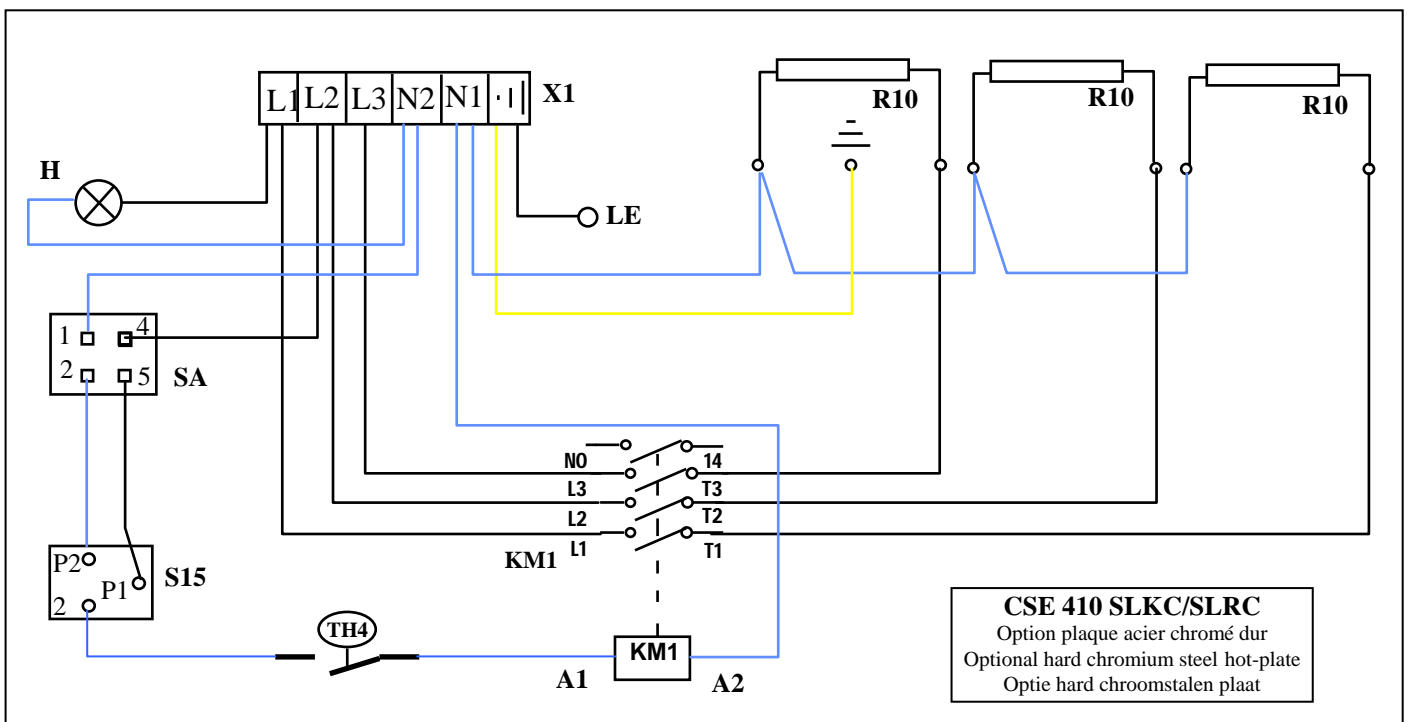 L1 L2 L3 N2 N1 X1
R10
R10
R10
H
LE
1 4
2 5 SA
NO 14
L3 T3
L2 T2
L1 T1
KM1
P2
P1 S15
2
TH4
KM1
A1 A2
CSE 410 SLKC/SLRC
Option plaque acier chromé dur
Optional hard chromium steel hot-plate
Optie hard chroomstalen plaat